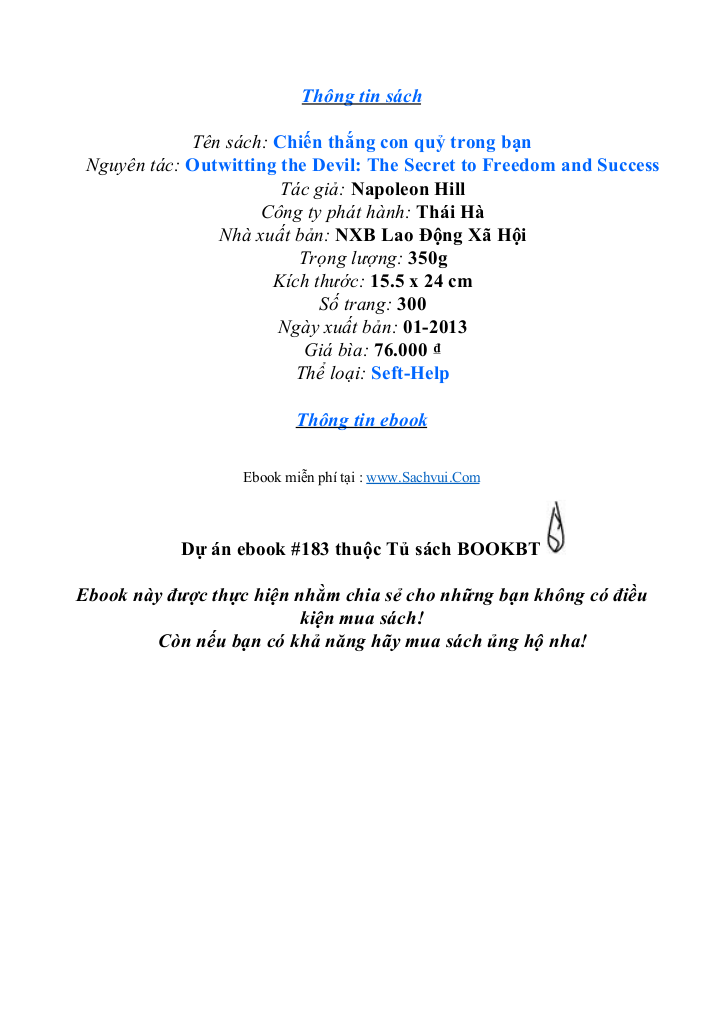 Thông tin sách
Tên sách: Chiến thắng con quỷ trong bạn
Nguyên tác: Outwitting the Devil: The Secret to Freedom and Success
Tác giả: Napoleon Hill
Công ty phát hành: Thái Hà
Nhà xuất bản: NXB Lao Động Xã Hội
Trọng lượng: 350g
Kích thước: 15.5 x 24 cm
Số trang: 300
Ngày xuất bản: 01-2013
Giá bìa: 76.000 ₫
Thể loại: Seft-Help
Thông tin ebook
Ebook miễn phí tại : www.Sachvui.Com
Dự án ebook #183 thuộc Tủ sách BOOKBT
Ebook này được thực hiện nhằm chia sẻ cho những bạn không có điều
kiện mua sách!
Còn nếu bạn có khả năng hãy mua sách ủng hộ nha!